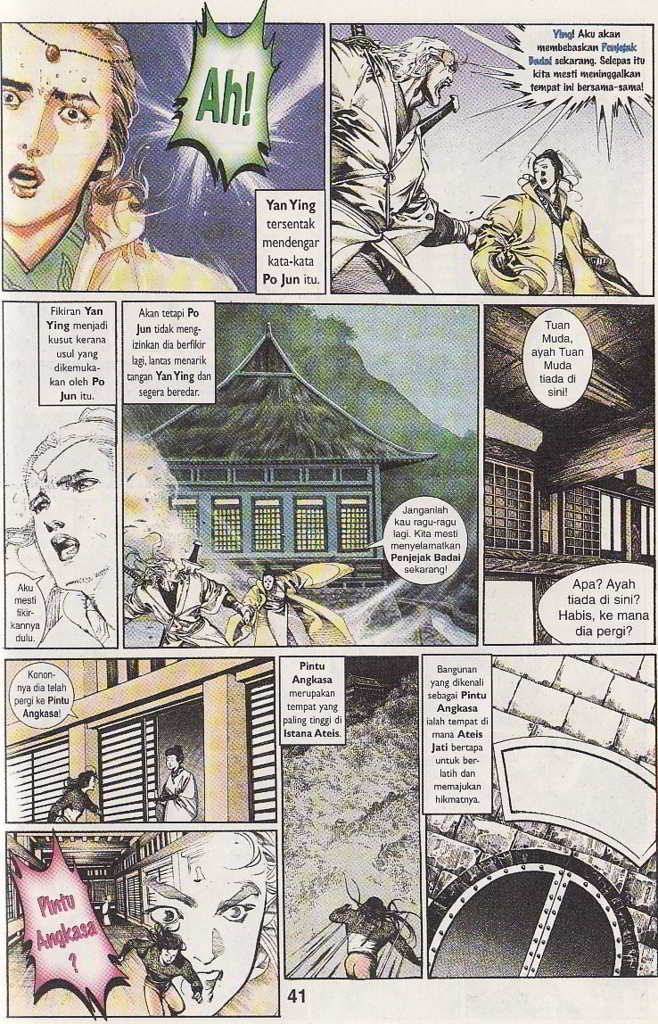 Ah!
Yan Ying
tersentak
mendengar
kata-kata
Po Jun itu.
Ying! Aku akan
membebaskan Penjejak
Badai sekarang. Selepas itu
kita mesti meninggalkan
tempat ini bersama-sama!
Fikiran Yan
Ying menjadi
kusut kerana
usul yang
dikemuka-
kan oleh Po
Jun itu.
Aku
mesti
fikir-
kannya
dulu.
Akan tetapi Po
Jun tidak meng-
izinkan dia berfikir
lagi, lantas menarik
tangan Yan Ying dan
segera beredar.
Janganlah
kau ragu-ragu
lagi. Kita mesti
menyelamatkan
Penjejak Badai
sekarang!
Tuan
Muda,
ayah Tuan
Muda
tiada di
sini!
Apa? Ayah
tiada di sini?
Habis, ke mana
dia pergi?
Konon-
nya dia telah
pergi ke Pintu
Angkasa!
Pintu
Angkasa
?
Pintu
Angkasa
merupakan
tempat yang
paling tinggi di
Istana Ateis.
Bangunan
yang dikenali
sebagai Pintu
Angkasa
ialah tempat di
mana Ateis
Jati bertapa
untuk ber-
latih dan
memajukan
hikmatnya.
41